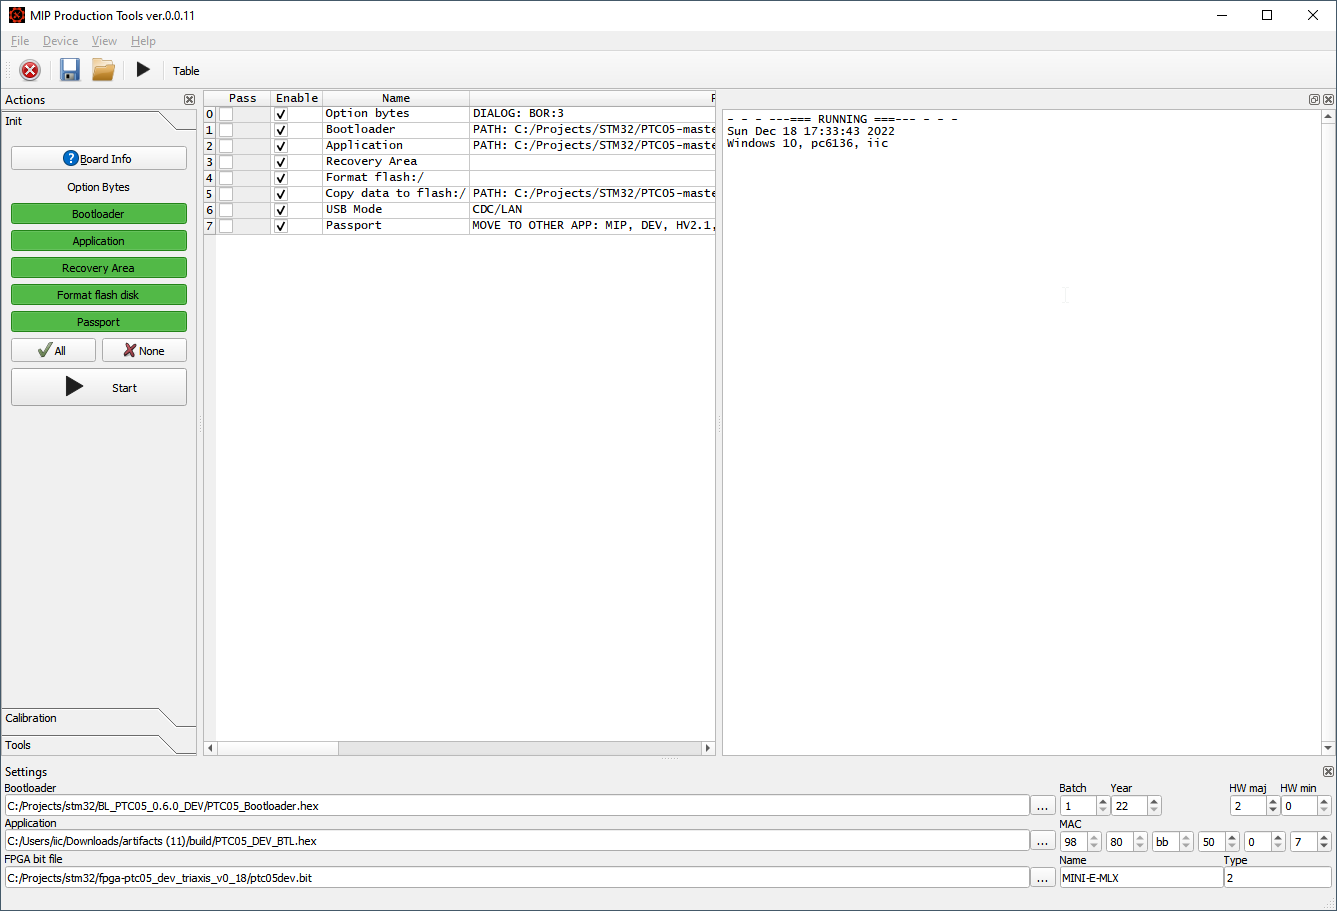 MIP Production Tools ver.0.0.11
File Device View Help
Table
Actions
Init
Board Info
Option Bytes
Bootloader
Application
Recovery Area
Format flash disk
Passport
All None
Start
Calibration
Tools
Pass Enable Name
0 Option bytes DIALOG: BOR:3
1 Bootloader PATH: C:/Projects/STM32/PTC05-maste
2 Application PATH: C:/Projects/STM32/PTC05-maste
3 Recovery Area
4 Format flash:/
5 Copy data to flash:/ PATH: C:/Projects/STM32/PTC05-maste
6 USB Mode CDC/LAN
7 Passport MOVE TO OTHER APP: MIP, DEV, HV2.1,
- - - ---=== RUNNING ===--- - - -
Sun Dec 18 17:33:43 2022
Windows 10, pc6136, iic
Settings
Bootloader
C:/Projects/stm32/BL_PTC05_0.6.0_DEV/PTC05_Bootloader.hex ...
Application
C:/Users/iic/Downloads/artifacts (11)/build/PTC05_DEV_BTL.hex ...
FPGA bit file
C:/Projects/stm32/fpga-ptc05_dev_triaxis_v0_18/ptc05dev.bit ...
Batch Year HW maj HW min
1 22 2 0
MAC
98 80 bb 50 0 7
Name Type
MINI-E-MLX 2